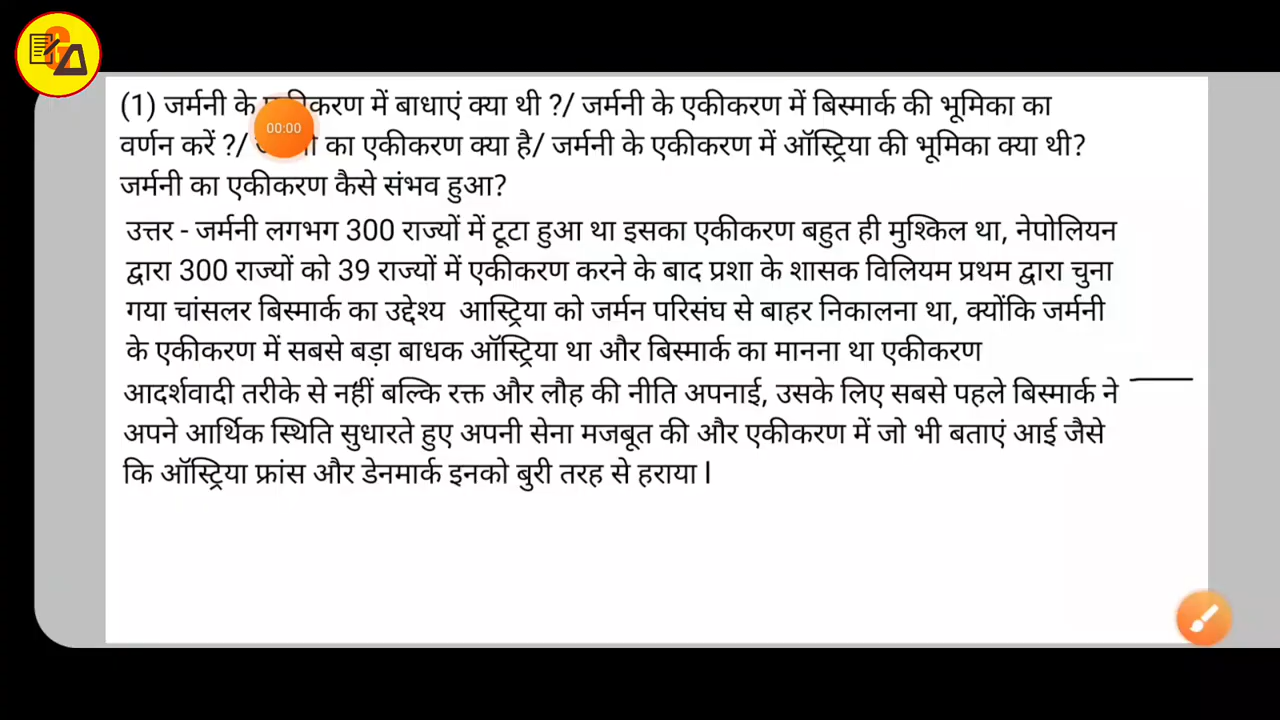 (1) जर्मनी के में बाधाएं क्या थी ?/ जर्मनी के एकीकरण में बिस्मार्क की भूमिका का
वर्णन करें ?/ का एकीकरण क्या है/ जर्मनी के एकीकरण में ऑस्ट्रिया की भूमिका क्या थी?
जर्मनी का एकीकरण कैसे संभव हुआ?
उत्तर - जर्मनी लगभग 300 राज्यों में टूटा हुआ था इसका एकीकरण बहुत ही मुश्किल था, नेपोलियन
द्वारा 300 राज्यों को 39 राज्यों में एकीकरण करने के बाद प्रशा के शासक विलियम प्रथम द्वारा चुना
गया चांसलर बिस्मार्क का उद्देश्य आस्ट्रिया को जर्मन परिसंघ से बाहर निकालना था, क्योंकि जर्मनी
के एकीकरण में सबसे बड़ा बाधक ऑस्ट्रिया था और बिस्मार्क का मानना था एकीकरण
आदर्शवादी तरीके से नहीं बल्कि रक्त और लौह की नीति अपनाई, उसके लिए सबसे पहले बिस्मार्क ने
अपने आर्थिक स्थिति सुधारते हुए अपनी सेना मजबूत की और एकीकरण में जो भी बताएं आई जैसे
कि ऑस्ट्रिया फ्रांस और डेनमार्क इनको बुरी तरह से हराया l
00:00